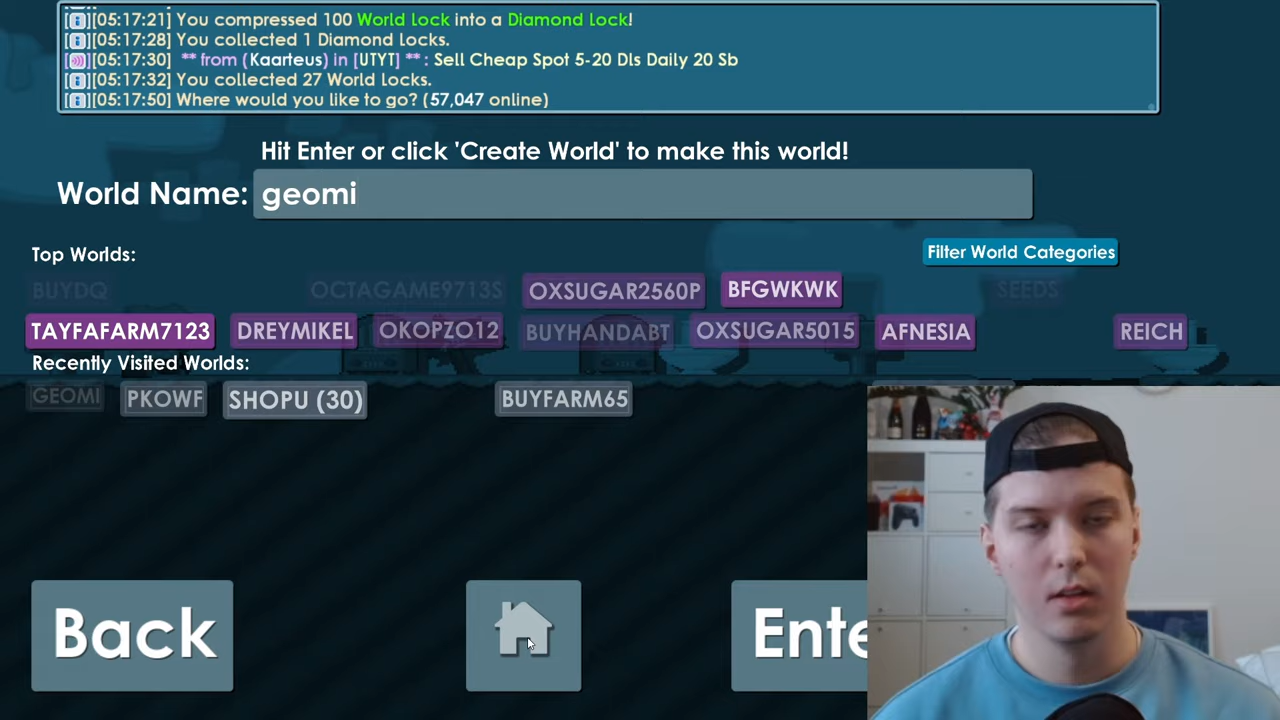 [05:17:21] You compressed 100 World Lock into a Diamond Lock!
[05:17:28] You collected 1 Diamond Locks.
[05:17:30] ** from (Kaarteus) in [UTYT] ** : Sell Cheap Spot 5-20 Dls Daily 20 Sb
[05:17:32] You collected 27 World Locks.
[05:17:50] Where would you like to go? (57,047 online)
Hit Enter or click 'Create World' to make this world!
World Name: geomi
Top Worlds:
Filter World Categories
BUYDQ OCTAGAME9713S OXSUGAR2560P BFGWKWK SEEDS
TAYFAFARM7123 DREYMIKEL OKOPZO12 BUYHANDABT OXSUGAR5015 AFNESIA REICH
Recently Visited Worlds:
GEOMI PKOWF SHOPU (30) BUYFARM65
Back Ente